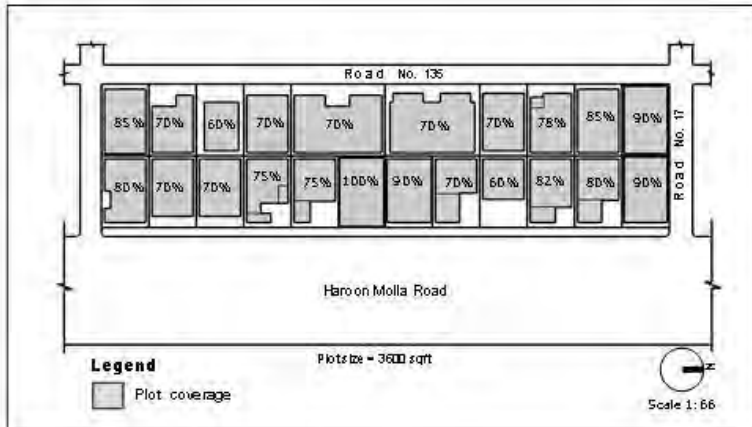 Road No. 135
85% 70% 60% 70% 70% 70% 70% 78% 85% 90%
Road No. 17
80% 70% 70% 75% 75% 100% 90% 70% 60% 82% 80% 90%
Haroon Molla Road
Plot size = 3600 sqft
Legend
Plot coverage
N
Scale 1:66